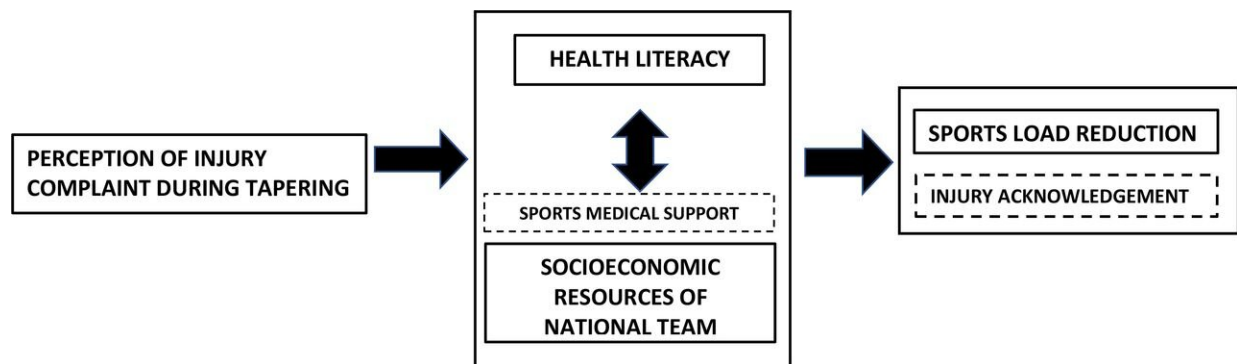 PERCEPTION OF INJURY
COMPLAINT DURING TAPERING
HEALTH LITERACY
SPORTS MEDICAL SUPPORT
SOCIOECONOMIC
RESOURCES OF
NATIONAL TEAM
SPORTS LOAD REDUCTION
INJURY ACKNOWLEDGEMENT